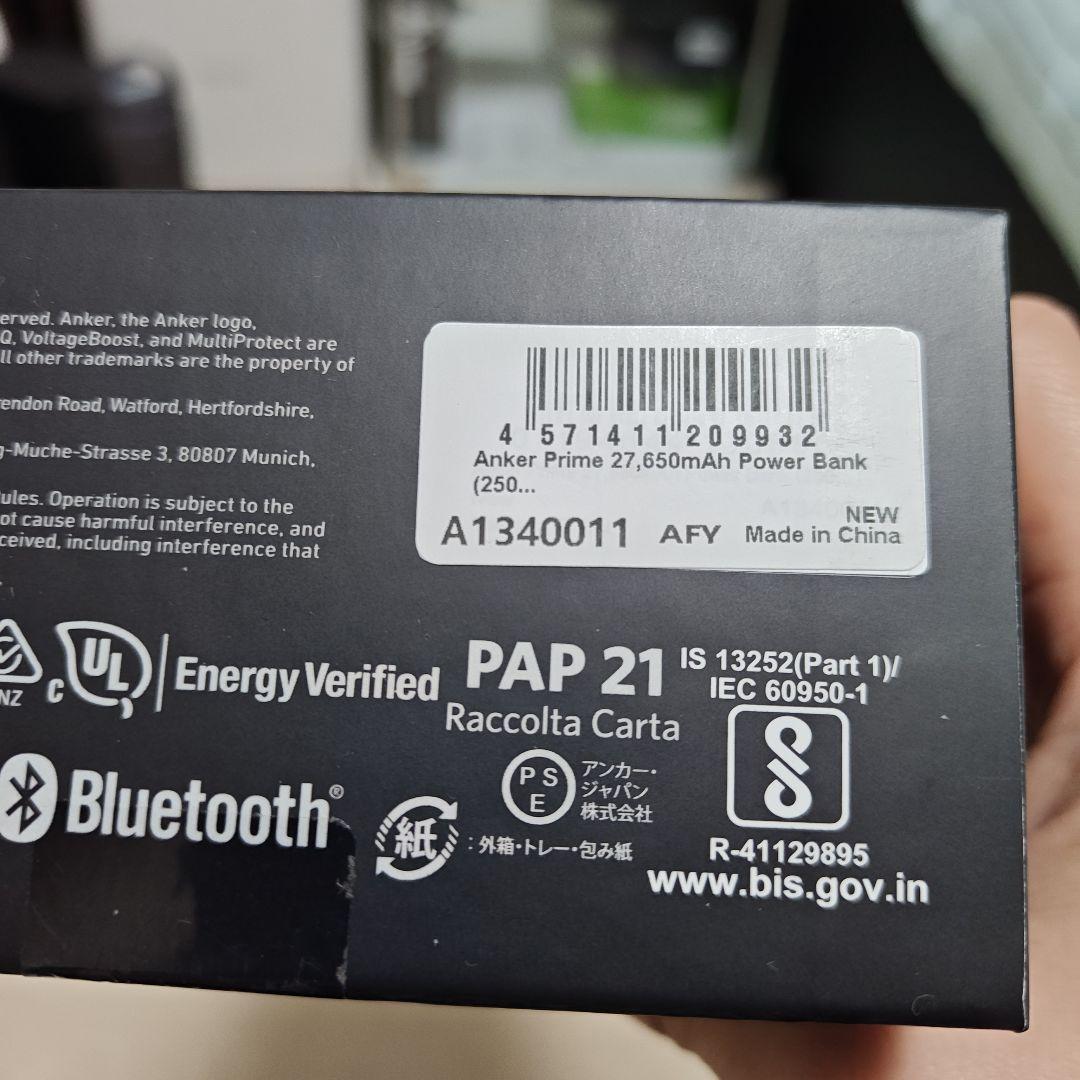 erved. Anker, the Anker logo,
Q, VoltageBoost, and MultiProtect are
ll other trademarks are the property of
endon Road, Watford, Hertfordshire,
g-Muche-Strasse 3, 80807 Munich,
ules. Operation is subject to the
ot cause harmful interference, and
ceived, including interference that
4 571411 209932
Anker Prime 27,650mAh Power Bank
(250...
NEW
A1340011 AFY Made in China
NZ
c UL Energy Verified
PAP 21
Raccolta Carta
IS 13252(Part 1)/
IEC 60950-1
Bluetooth®
PS
E
アンカー・
ジャパン
株式会社
紙
:外箱・トレー・包み紙
R-41129895
www.bis.gov.in